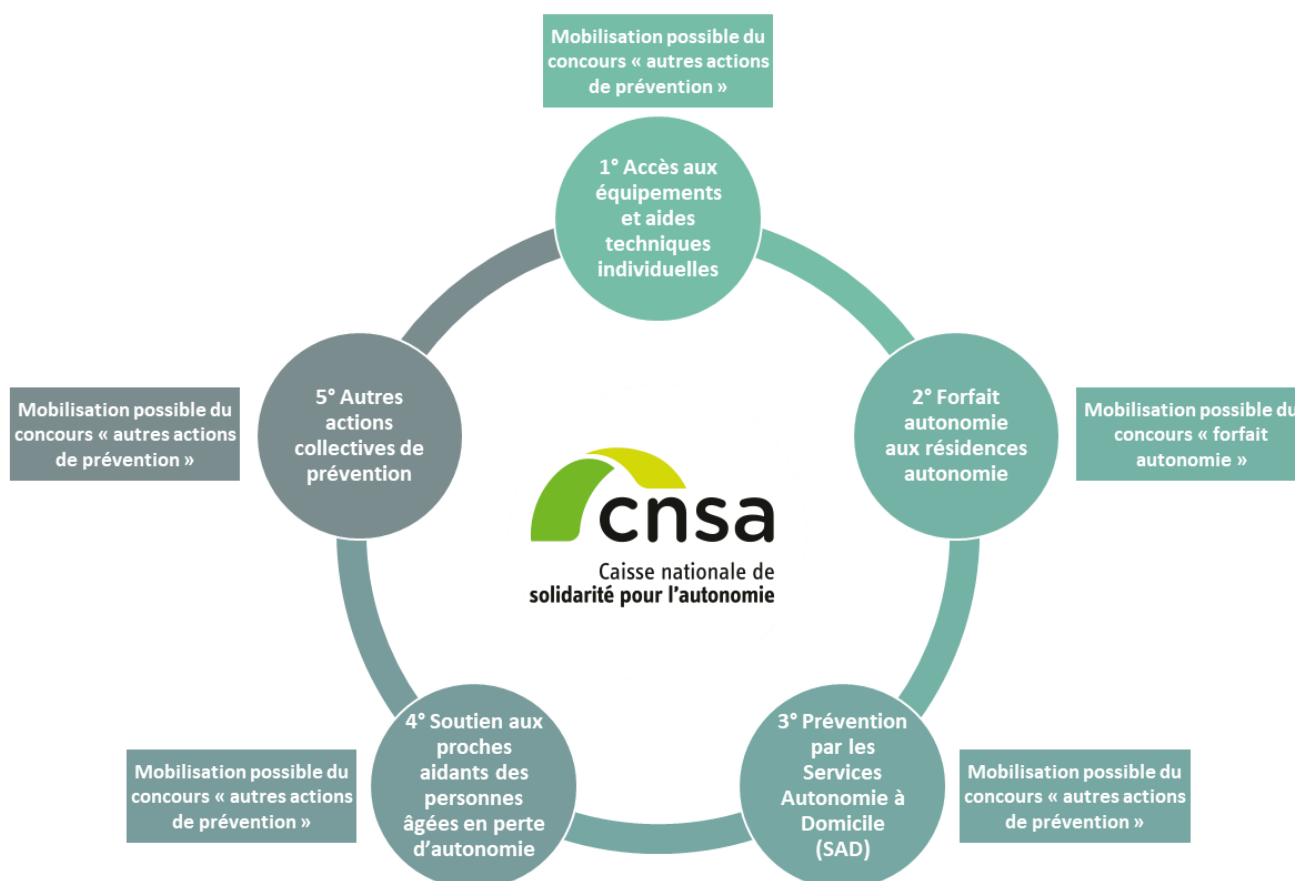 Mobilisation possible du
concours « autres actions
de prévention »
1° Accès aux
équipements
et aides
techniques
individuelles
2° Forfait
autonomie
aux résidences
autonomie
Mobilisation possible du
concours « forfait
autonomie »
3° Prévention
par les
Services
Autonomie à
Domicile
(SAD)
Mobilisation possible du
concours « autres actions
de prévention »
4° Soutien aux
proches
aidants des
personnes
âgées en perte
d’autonomie
Mobilisation possible du
concours « autres actions
de prévention »
5° Autres
actions
collectives de
prévention
Mobilisation possible du
concours « autres actions
de prévention »
cnsa
Caisse nationale de
solidarité pour l'autonomie